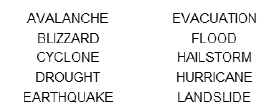 AVALANCHE EVACUATION
BLIZZARD FLOOD
CYCLONE HAILSTORM
DROUGHT HURRICANE
EARTHQUAKE LANDSLIDE